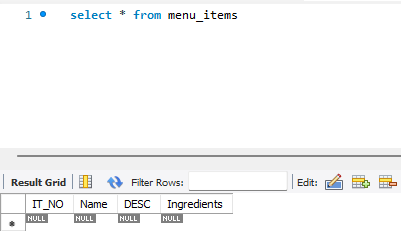 1 select * from menu_items
Result Grid Filter Rows: Edit:
IT_NO Name DESC Ingredients
* NULL NULL NULL NULL